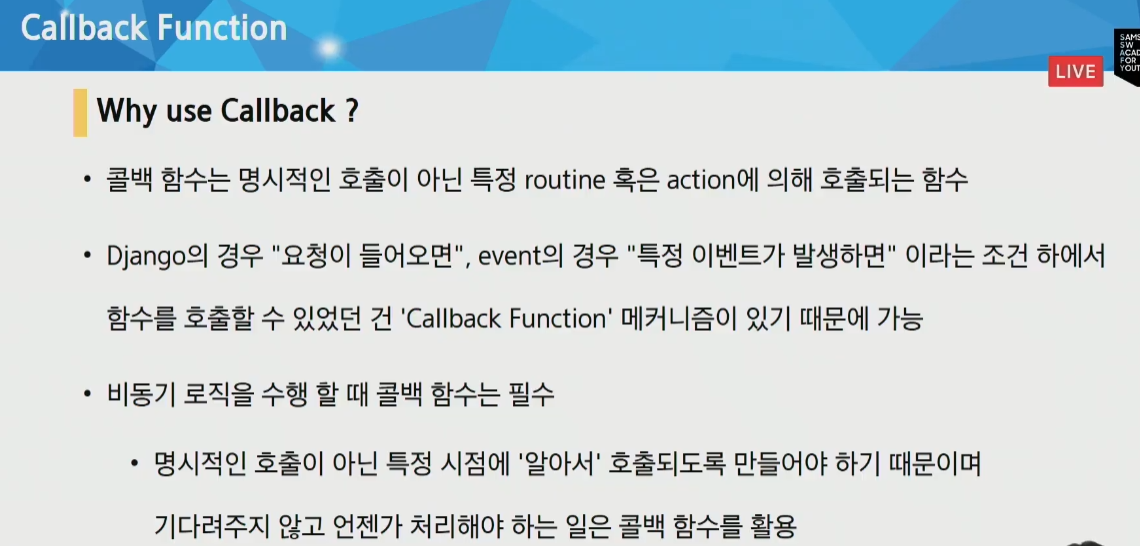 Callback Function
SAMS
SW
ACAD
FOR
YOUT
LIVE
Why use Callback ?
• 콜백 함수는 명시적인 호출이 아닌 특정 routine 혹은 action에 의해 호출되는 함수
• Django의 경우 "요청이 들어오면", event의 경우 "특정 이벤트가 발생하면" 이라는 조건 하에서
함수를 호출할 수 있었던 건 'Callback Function' 메커니즘이 있기 때문에 가능
• 비동기 로직을 수행 할 때 콜백 함수는 필수
• 명시적인 호출이 아닌 특정 시점에 '알아서' 호출되도록 만들어야 하기 때문이며
기다려주지 않고 언젠가 처리해야 하는 일은 콜백 함수를 활용